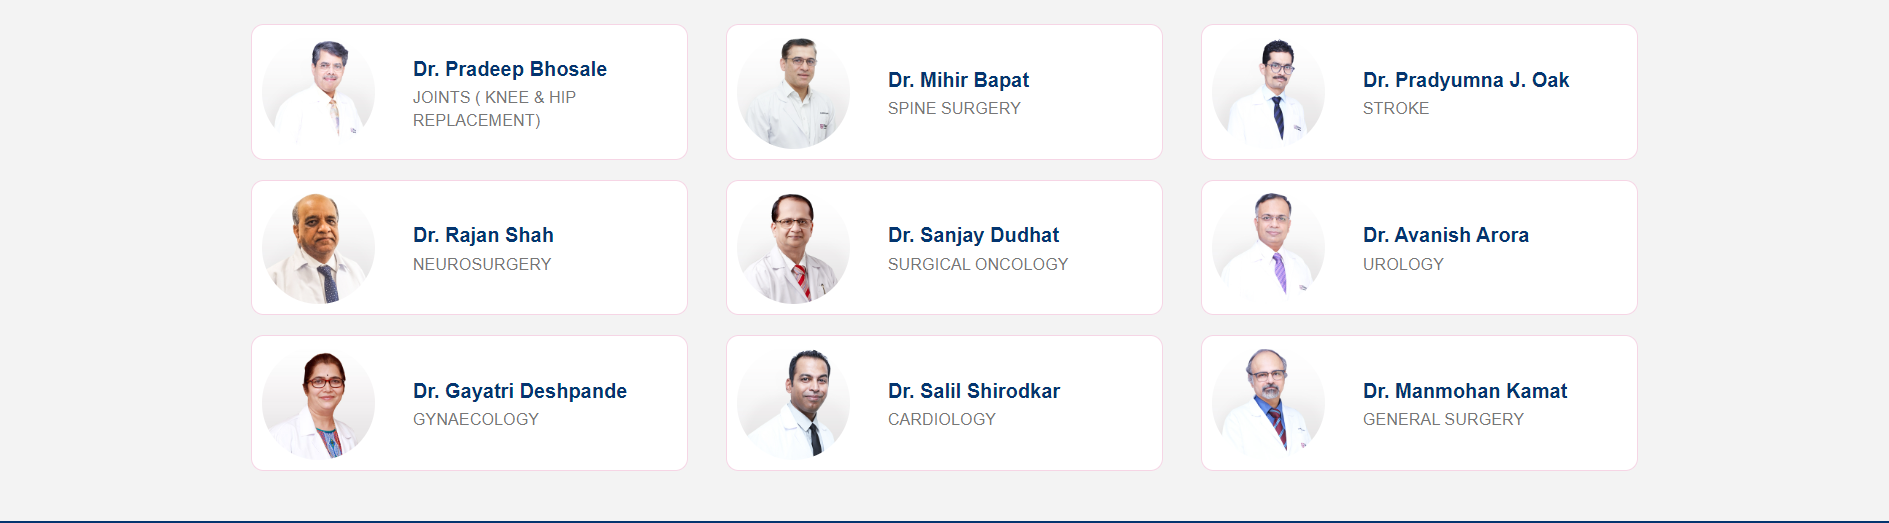 Dr. Pradeep Bhosale
JOINTS ( KNEE & HIP
REPLACEMENT)
Dr. Mihir Bapat
SPINE SURGERY
Dr. Pradyumna J. Oak
STROKE
Dr. Rajan Shah
NEUROSURGERY
Dr. Sanjay Dudhat
SURGICAL ONCOLOGY
Dr. Avanish Arora
UROLOGY
Dr. Gayatri Deshpande
GYNAECOLOGY
Dr. Salil Shirodkar
CARDIOLOGY
Dr. Manmohan Kamat
GENERAL SURGERY